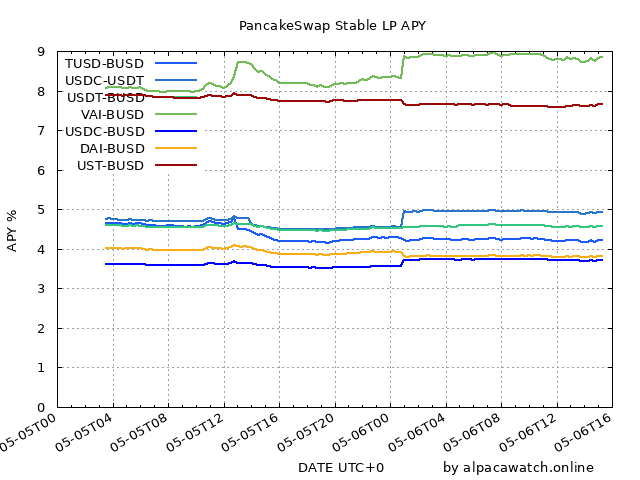 PancakeSwap Stable LP APY
9
8
7
6
5
4
3
2
1
0
APY %
TUSD-BUSD
USDC-USDT
USDT-BUSD
VAI-BUSD
USDC-BUSD
DAI-BUSD
UST-BUSD
05-05T00
05-05T04
05-05T08
05-05T12
05-05T16
05-05T20
05-06T00
05-06T04
05-06T08
05-06T12
05-06T16
DATE UTC+0
by alpacawatch.online